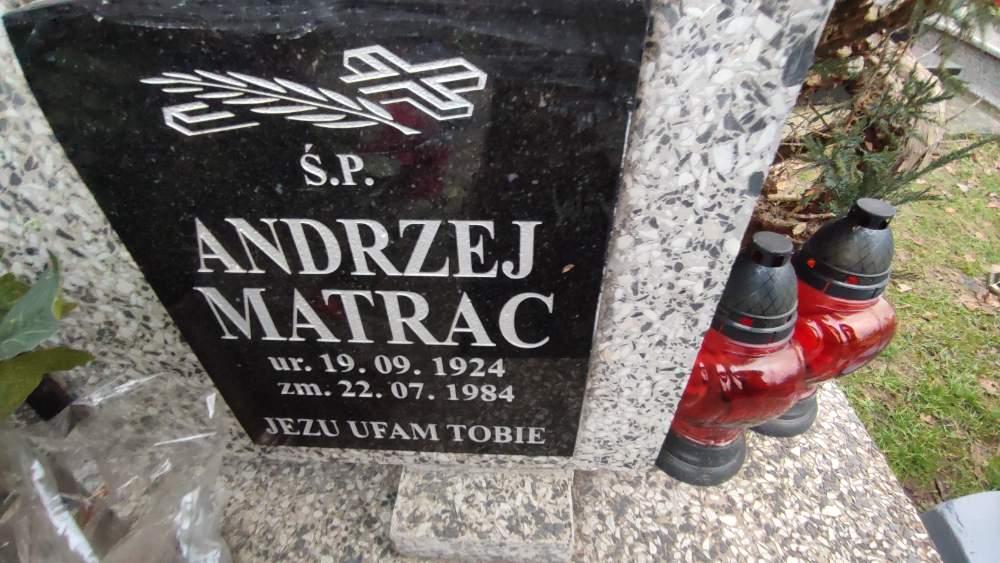 Ś.P.
ANDRZEJ
MATRAC
ur. 19. 09. 1924
zm. 22. 07. 1984
JEZU UFAM TOBIE